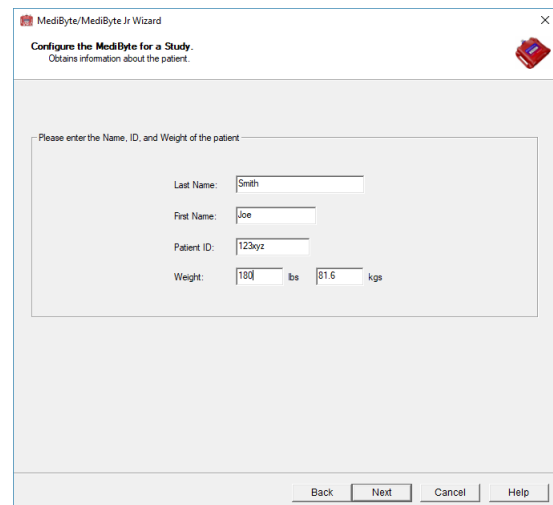 MediByte/MediByte Jr Wizard
Configure the MediByte for a Study.
Obtains information about the patient.
Please enter the Name, ID, and Weight of the patient
Last Name: Smith
First Name: Joe
Patient ID: 123xyz
Weight: 180 lbs 81.6 kgs
Back Next Cancel Help